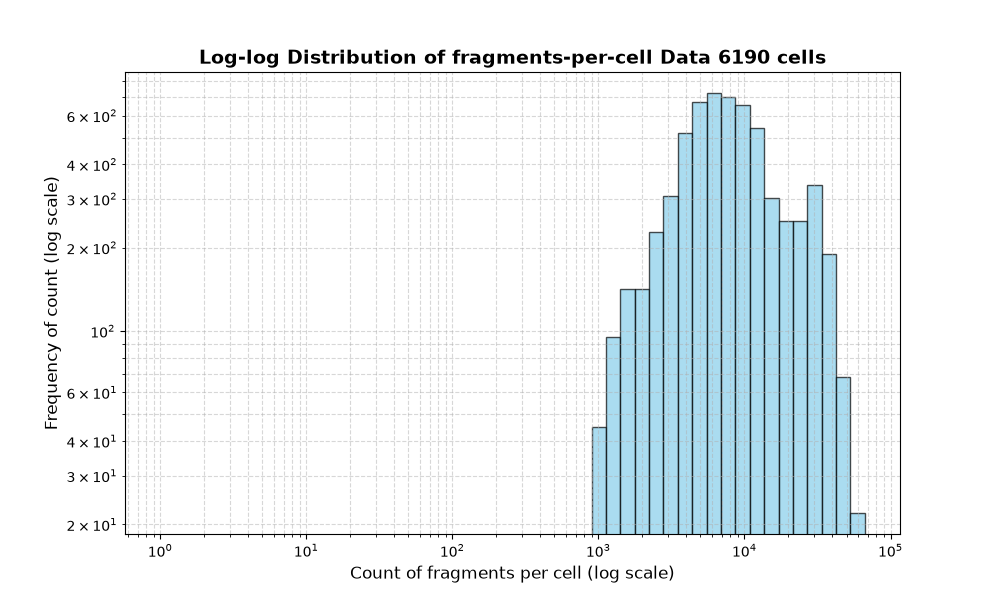 Log-log Distribution of fragments-per-cell Data 6190 cells
Frequency of count (log scale)
6 × 10²
4 × 10²
3 × 10²
2 × 10²
10²
6 × 10¹
4 × 10¹
3 × 10¹
2 × 10¹
10⁰ 10¹ 10² 10³ 10⁴ 10⁵
Count of fragments per cell (log scale)